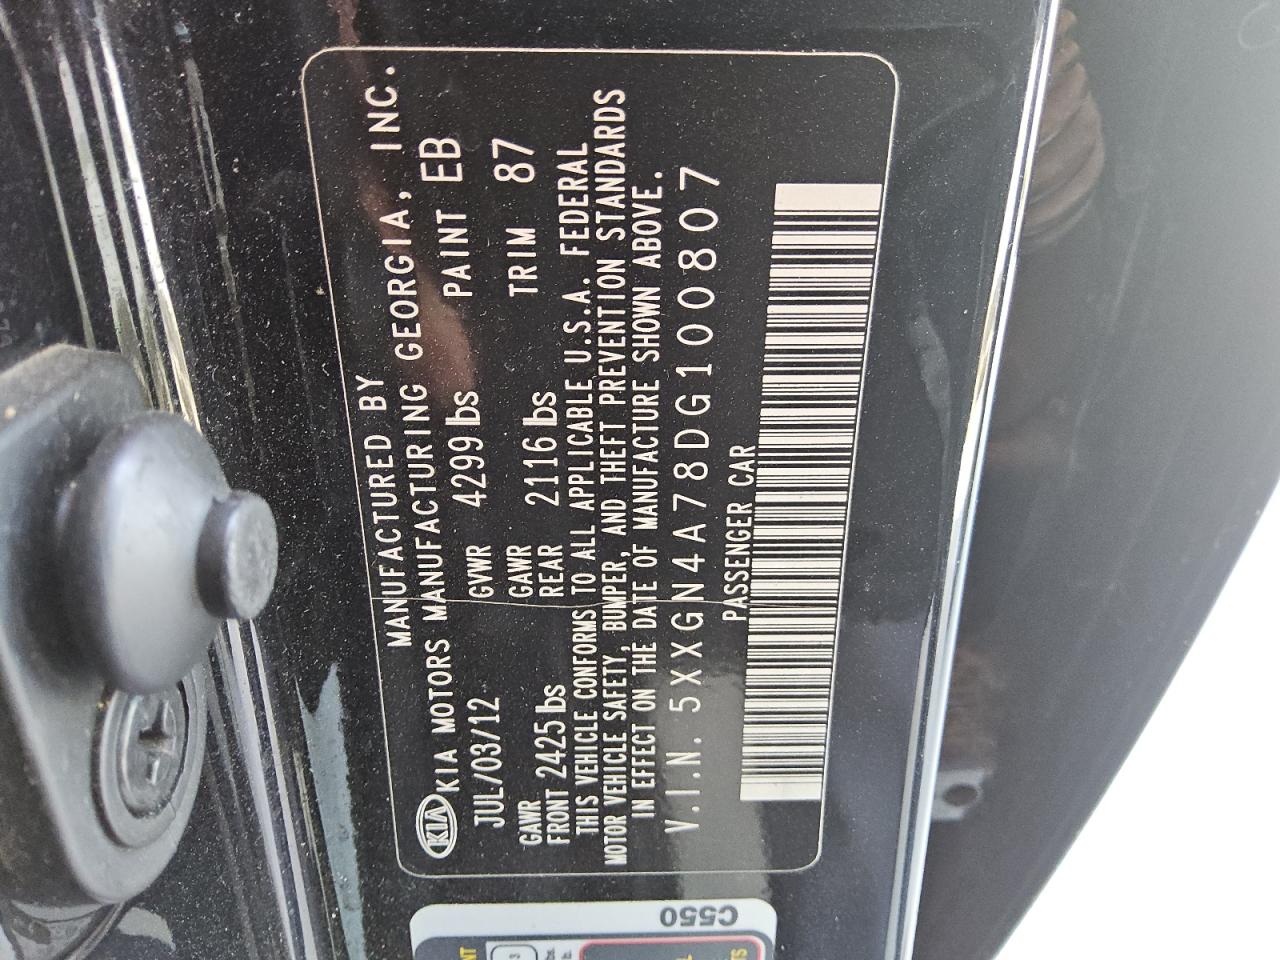 MANUFACTURED BY
KIA KIA MOTORS MANUFACTURING GEORGIA, INC.
JUL/03/12 GVWR 4299 lbs PAINT EB
GAWR FRONT 2425 lbs GAWR REAR 2116 lbs TRIM 87
THIS VEHICLE CONFORMS TO ALL APPLICABLE U.S.A. FEDERAL
MOTOR VEHICLE SAFETY, BUMPER, AND THEFT PREVENTION STANDARDS
IN EFFECT ON THE DATE OF MANUFACTURE SHOWN ABOVE.
V.I.N. 5XXGN4A78DG100807
PASSENGER CAR
C550